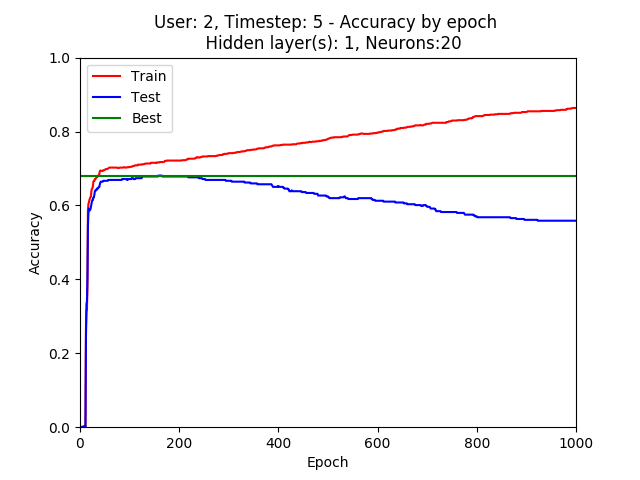 User: 2, Timestep: 5 - Accuracy by epoch
Hidden layer(s): 1, Neurons:20
1.0
0.8
0.6
0.4
0.2
0.0
Accuracy
Train
Test
Best
0 200 400 600 800 1000
Epoch